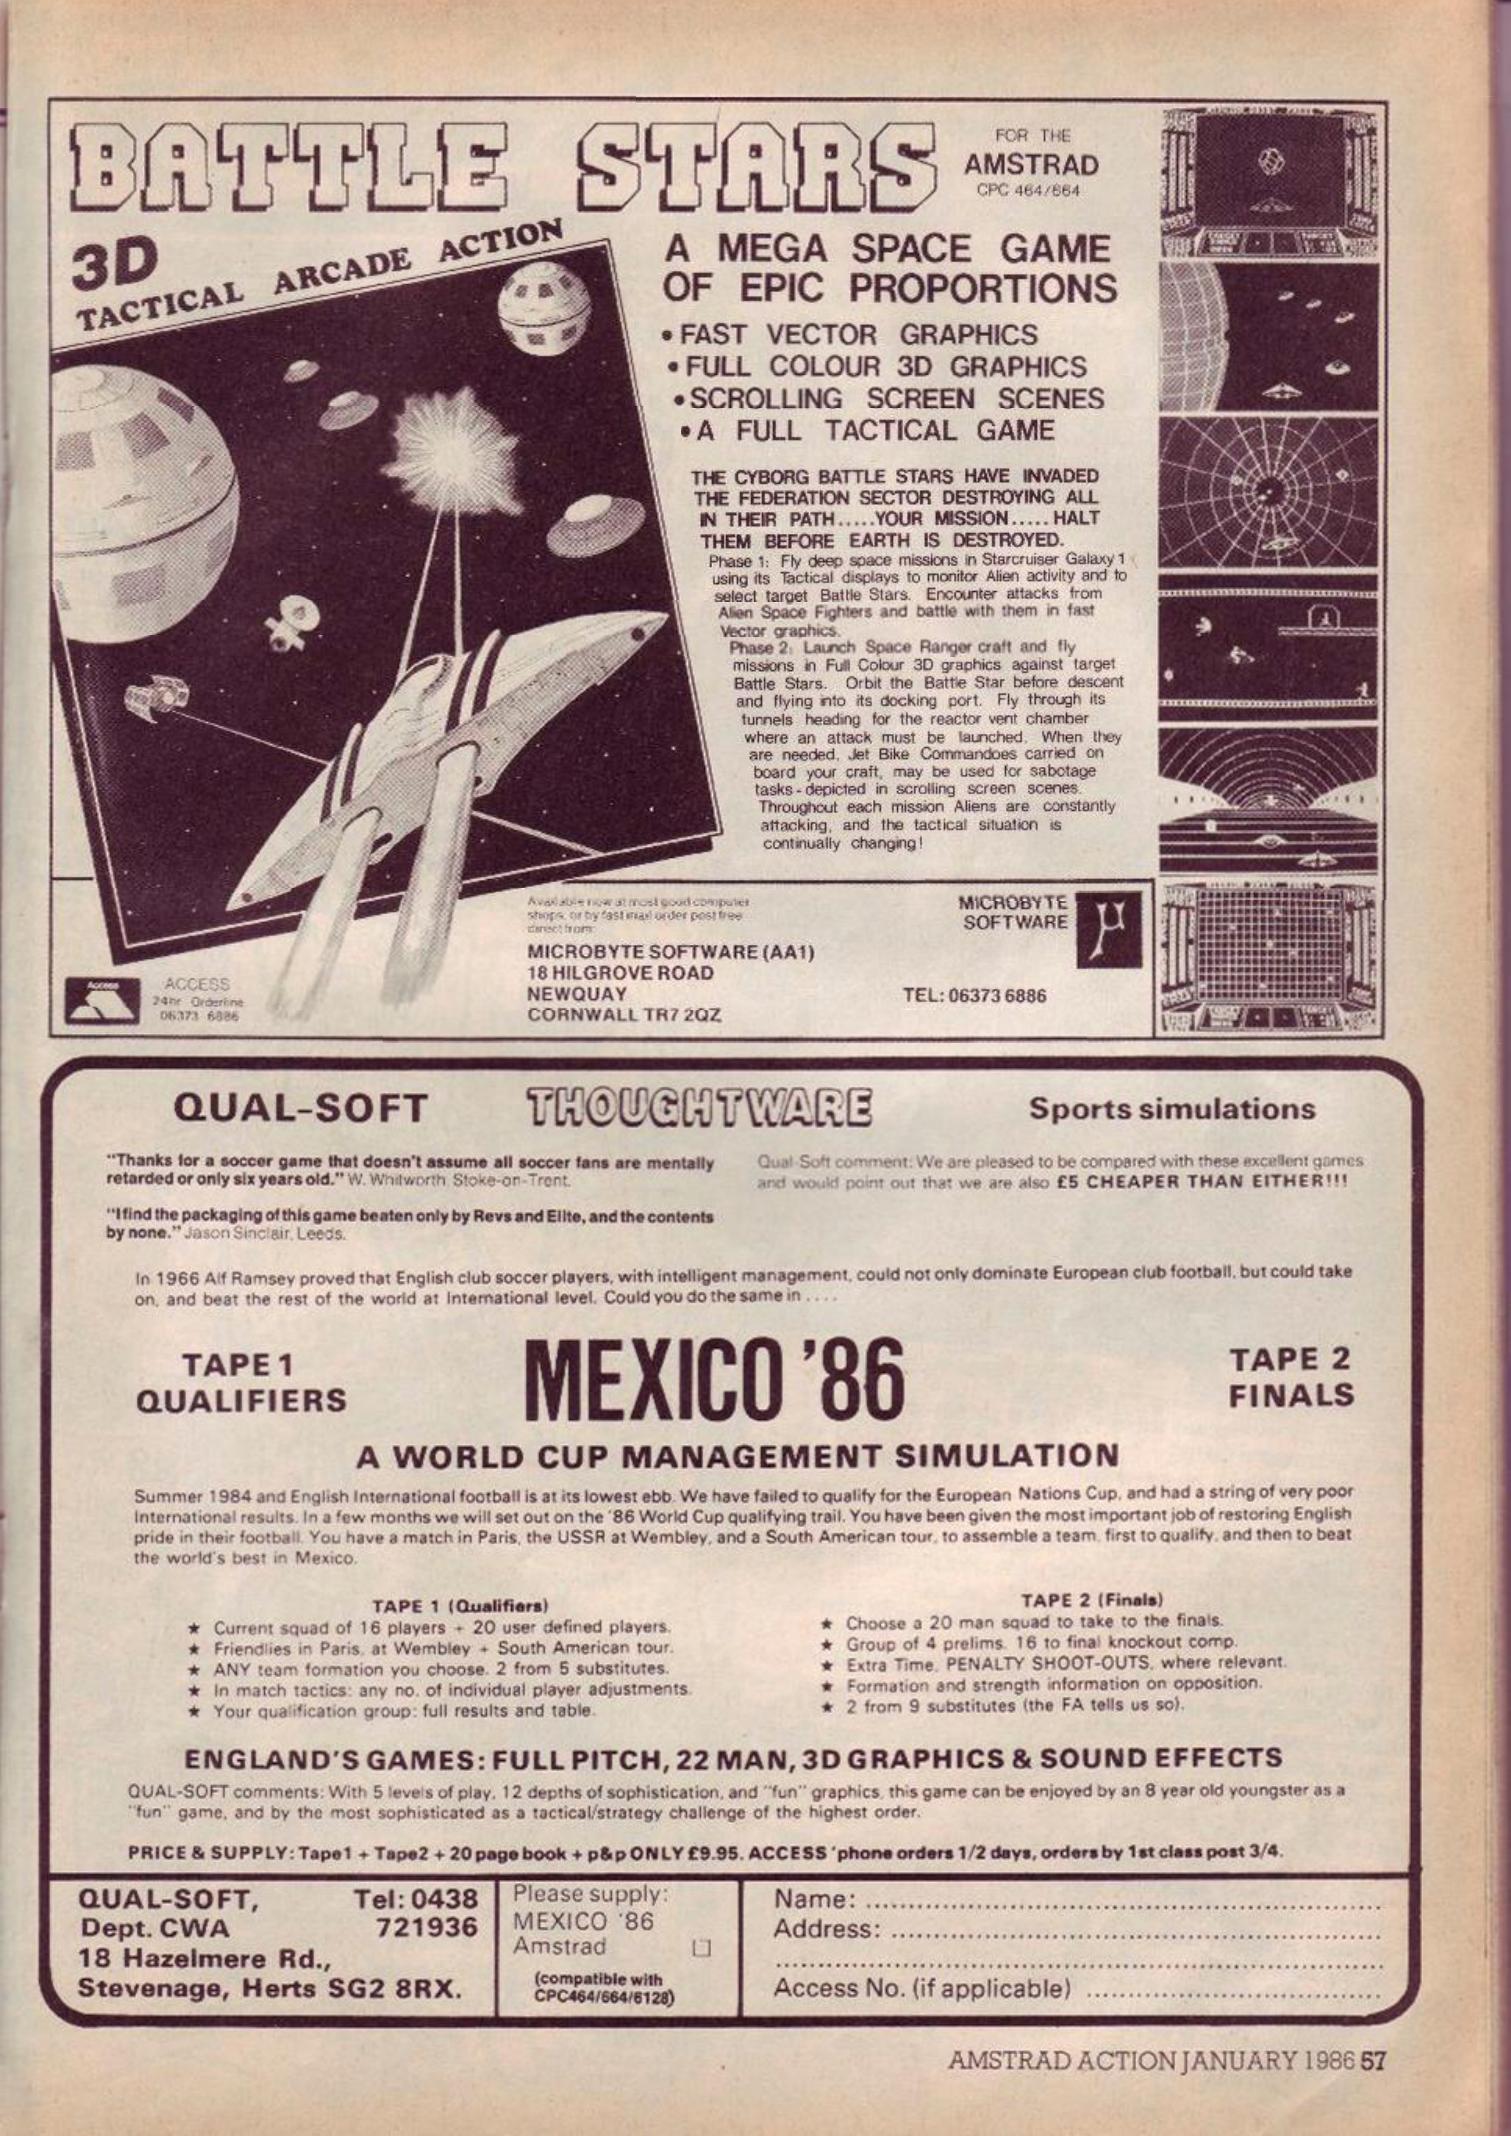 BATTLE STARS
FOR THE
AMSTRAD
CPC 464/664
3D
TACTICAL ARCADE ACTION
A MEGA SPACE GAME
OF EPIC PROPORTIONS
• FAST VECTOR GRAPHICS
• FULL COLOUR 3D GRAPHICS
• SCROLLING SCREEN SCENES
• A FULL TACTICAL GAME
THE CYBORG BATTLE STARS HAVE INVADED
THE FEDERATION SECTOR DESTROYING ALL
IN THEIR PATH.....YOUR MISSION.....HALT
THEM BEFORE EARTH IS DESTROYED.
Phase 1: Fly deep space missions in Starcruiser Galaxy 1
using its Tactical displays to monitor Alien activity and to
select target Battle Stars. Encounter attacks from
Alien Space Fighters and battle with them in fast
Vector graphics.
Phase 2: Launch Space Ranger craft and fly
missions in Full Colour 3D graphics against target
Battle Stars. Orbit the Battle Star before descent
and flying into its docking port. Fly through its
tunnels heading for the reactor vent chamber
where an attack must be launched. When they
are needed, Jet Bike Commandoes carried on
board your craft, may be used for sabotage
tasks - depicted in scrolling screen scenes.
Throughout each mission Aliens are constantly
attacking, and the tactical situation is
continually changing!
Available now at most good computer
shops, or by fast mail order post free
direct from:
MICROBYTE SOFTWARE (AA1)
18 HILGROVE ROAD
NEWQUAY
CORNWALL TR7 2QZ
MICROBYTE
SOFTWARE
μ
TEL: 06373 6886
Access
ACCESS
24hr Orderline
06373 6886
QUAL-SOFT
THOUGHTWARE
Sports simulations
"Thanks for a soccer game that doesn't assume all soccer fans are mentally
retarded or only six years old." W. Whitworth Stoke-on-Trent.
"I find the packaging of this game beaten only by Revs and Elite, and the contents
by none." Jason Sinclair, Leeds.
Qual-Soft comment: We are pleased to be compared with these excellent games
and would point out that we are also £5 CHEAPER THAN EITHER!!!
In 1966 Alf Ramsey proved that English club soccer players, with intelligent management, could not only dominate European club football, but could take
on, and beat the rest of the world at International level. Could you do the same in ....
TAPE 1
QUALIFIERS
MEXICO '86
TAPE 2
FINALS
A WORLD CUP MANAGEMENT SIMULATION
Summer 1984 and English International football is at its lowest ebb. We have failed to qualify for the European Nations Cup, and had a string of very poor
International results. In a few months we will set out on the '86 World Cup qualifying trail. You have been given the most important job of restoring English
pride in their football. You have a match in Paris, the USSR at Wembley, and a South American tour, to assemble a team, first to qualify, and then to beat
the world's best in Mexico.
TAPE 1 (Qualifiers)
★ Current squad of 16 players + 20 user defined players.
★ Friendlies in Paris, at Wembley + South American tour.
★ ANY team formation you choose. 2 from 5 substitutes.
★ In match tactics: any no. of individual player adjustments.
★ Your qualification group: full results and table.
TAPE 2 (Finals)
★ Choose a 20 man squad to take to the finals.
★ Group of 4 prelims. 16 to final knockout comp.
★ Extra Time, PENALTY SHOOT-OUTS, where relevant.
★ Formation and strength information on opposition.
★ 2 from 9 substitutes (the FA tells us so).
ENGLAND'S GAMES: FULL PITCH, 22 MAN, 3D GRAPHICS & SOUND EFFECTS
QUAL-SOFT comments: With 5 levels of play, 12 depths of sophistication, and "fun" graphics, this game can be enjoyed by an 8 year old youngster as a
"fun" game, and by the most sophisticated as a tactical/strategy challenge of the highest order.
PRICE & SUPPLY: Tape1 + Tape2 + 20 page book + p&p ONLY £9.95. ACCESS 'phone orders 1/2 days, orders by 1st class post 3/4.
QUAL-SOFT,
Dept. CWA
18 Hazelmere Rd.,
Stevenage, Herts SG2 8RX.
Tel: 0438
721936
Please supply:
MEXICO '86
Amstrad
(compatible with
CPC464/664/6128)
Name: ....................
Address: ....................
....................
Access No. (if applicable) ....................
AMSTRAD ACTION JANUARY 1986 57